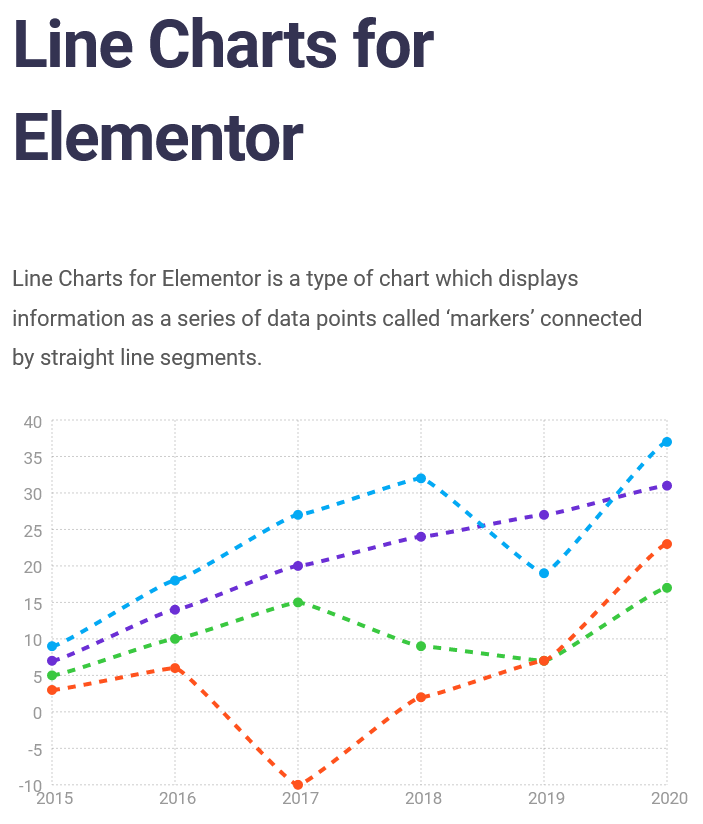 Line Charts for
Elementor
Line Charts for Elementor is a type of chart which displays
information as a series of data points called ‘markers’ connected
by straight line segments.
40
35
30
25
20
15
10
5
0
-5
-10
2015 2016 2017 2018 2019 2020